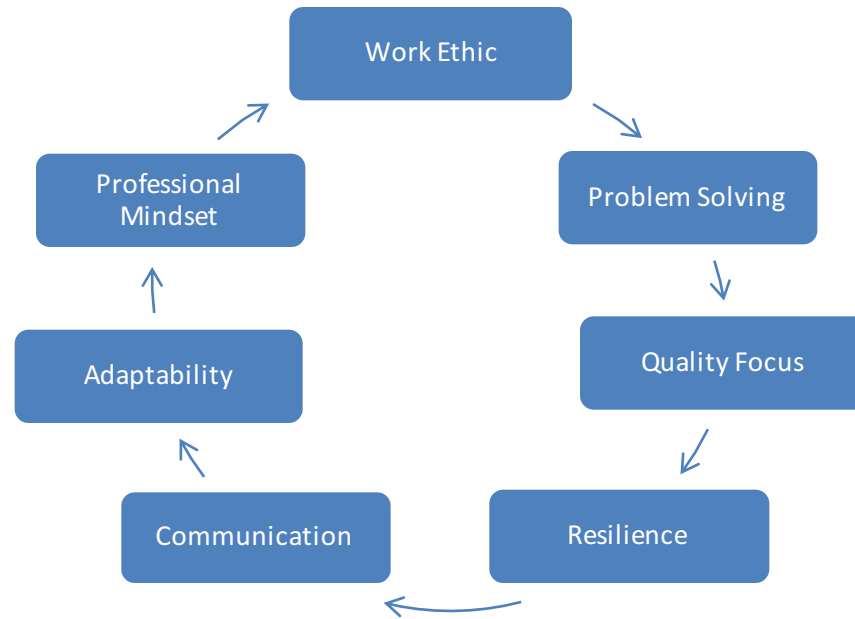 Work Ethic
Problem Solving
Quality Focus
Resilience
Communication
Adaptability
Professional
Mindset